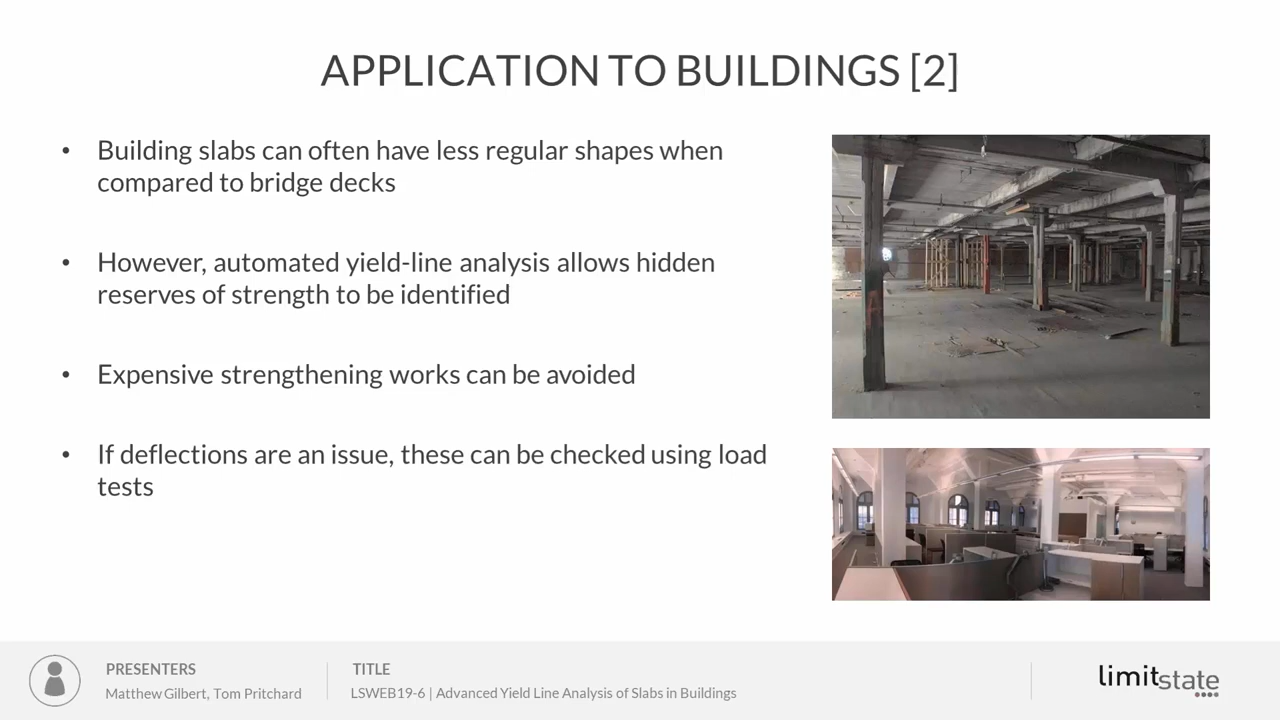 APPLICATION TO BUILDINGS [2]
• Building slabs can often have less regular shapes when
compared to bridge decks
• However, automated yield-line analysis allows hidden
reserves of strength to be identified
• Expensive strengthening works can be avoided
• If deflections are an issue, these can be checked using load
tests
PRESENTERS
Matthew Gilbert, Tom Pritchard
TITLE
LSWEB19-6 | Advanced Yield Line Analysis of Slabs in Buildings
limitstate